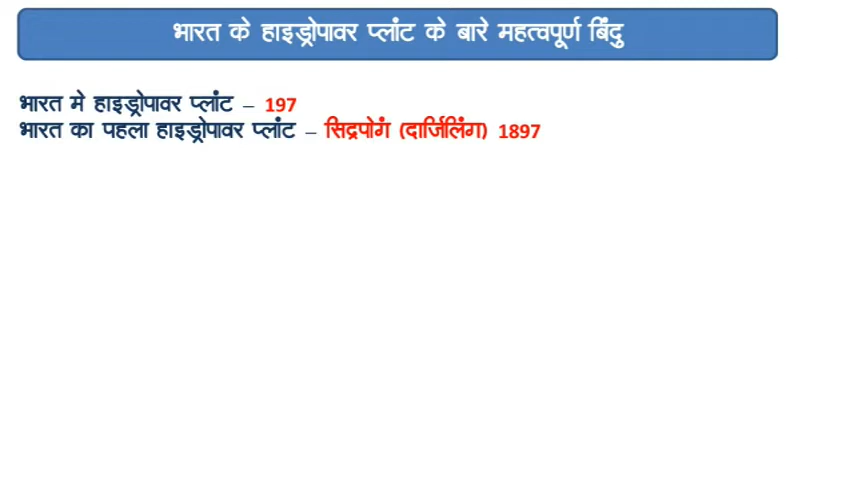 भारत के हाइड्रोपावर प्लांट के बारे महत्वपूर्ण बिंदु
भारत मे हाइड्रोपावर प्लांट – 197
भारत का पहला हाइड्रोपावर प्लांट – सिद्रपोंग (दार्जिलिंग) 1897